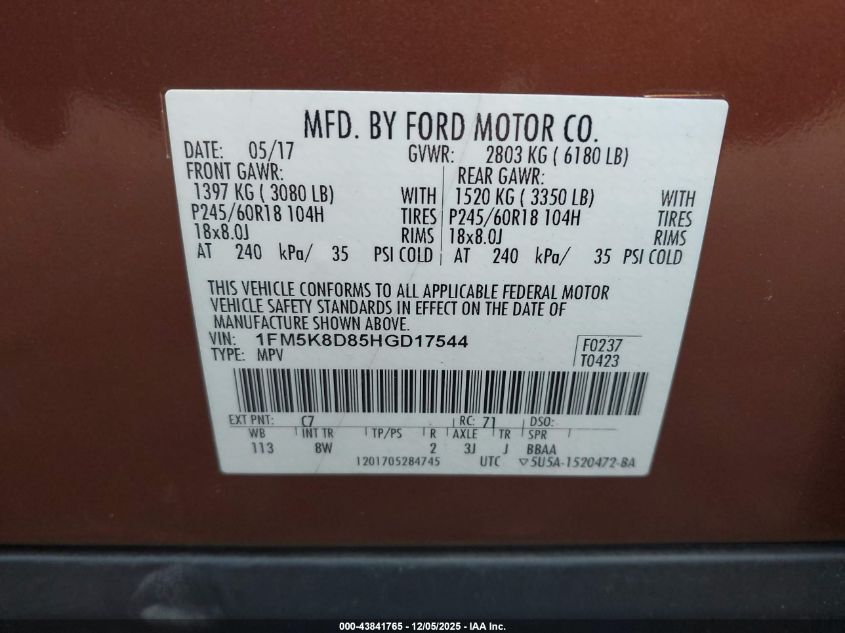 MFD. BY FORD MOTOR CO.
DATE: 05/17 GVWR: 2803 KG ( 6180 LB)
FRONT GAWR: REAR GAWR:
1397 KG ( 3080 LB) WITH 1520 KG ( 3350 LB) WITH
P245/60R18 104H TIRES P245/60R18 104H TIRES
18x8.0J RIMS 18x8.0J RIMS
AT 240 kPa/ 35 PSI COLD AT 240 kPa/ 35 PSI COLD
THIS VEHICLE CONFORMS TO ALL APPLICABLE FEDERAL MOTOR
VEHICLE SAFETY STANDARDS IN EFFECT ON THE DATE OF
MANUFACTURE SHOWN ABOVE.
VIN: 1FM5K8D85HGD17544 F0237
TYPE: MPV T0423
EXT PNT: C7 RC: 71 DSO:
WB INT TR TP/PS R AXLE TR SPR
113 BW 2 3J J BBAA
1201705284745 UTC ▽5U5A-1520472-BA
000-43841765 - 12/05/2025 - IAA Inc.